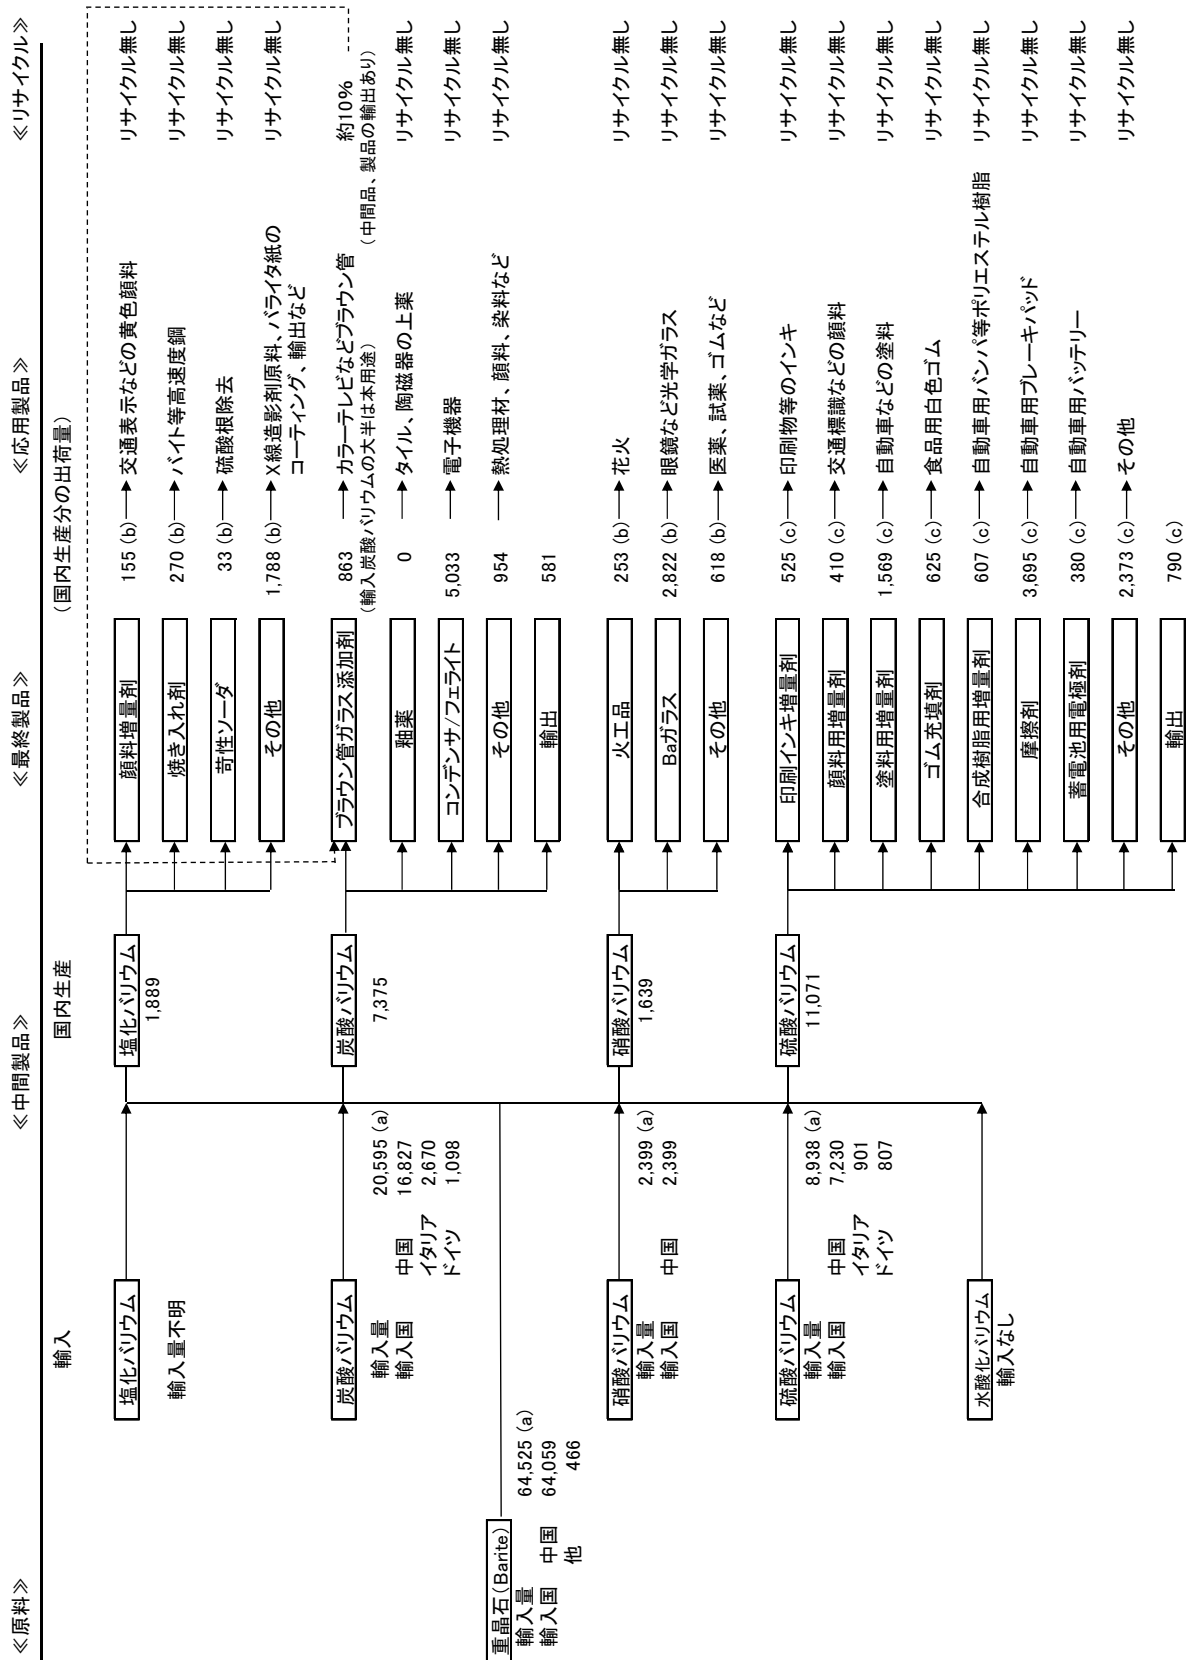 ≪原料≫
≪中間製品≫
≪最終製品≫
≪応用製品≫
≪リサイクル≫
輸入
国内生産
(国内生産分の出荷量)
重晶石(Barite)
輸入量 64,525 (a)
輸入国 中国 64,059
他 466
塩化バリウム
輸入量不明
炭酸バリウム
輸入量 20,595 (a)
輸入国 中国 16,827
イタリア 2,670
ドイツ 1,098
硝酸バリウム
輸入量 2,399 (a)
輸入国 中国 2,399
硫酸バリウム
輸入量 8,938 (a)
輸入国 中国 7,230
イタリア 901
ドイツ 807
水酸化バリウム
輸入なし
塩化バリウム
1,889
炭酸バリウム
7,375
硝酸バリウム
1,639
硫酸バリウム
11,071
顔料増量剤 155 (b) 交通表示などの黄色顔料 リサイクル無し
焼き入れ剤 270 (b) バイト等高速度鋼 リサイクル無し
苛性ソーダ 33 (b) 硫酸根除去 リサイクル無し
その他 1,788 (b) X線造影剤原料、バライタ紙の リサイクル無し
コーティング、輸出など
ブラウン管ガラス添加剤 863 カラーテレビなどブラウン管 約10%
(輸入炭酸バリウムの大半は本用途) (中間品、製品の輸出あり)
釉薬 0 タイル、陶磁器の上薬 リサイクル無し
コンデンサ/フェライト 5,033 電子機器 リサイクル無し
その他 954 熱処理材、顔料、染料など リサイクル無し
輸出 581
火工品 253 (b) 花火 リサイクル無し
Baガラス 2,822 (b) 眼鏡など光学ガラス リサイクル無し
その他 618 (b) 医薬、試薬、ゴムなど リサイクル無し
印刷インキ増量剤 525 (c) 印刷物等のインキ リサイクル無し
顔料用増量剤 410 (c) 交通標識などの顔料 リサイクル無し
塗料用増量剤 1,569 (c) 自動車などの塗料 リサイクル無し
ゴム充填剤 625 (c) 食品用白色ゴム リサイクル無し
合成樹脂用増量剤 607 (c) 自動車用バンパ等ポリエステル樹脂 リサイクル無し
摩擦剤 3,695 (c) 自動車用ブレーキパッド リサイクル無し
蓄電池用電極剤 380 (c) 自動車用バッテリー リサイクル無し
その他 2,373 (c) その他 リサイクル無し
輸出 790 (c)